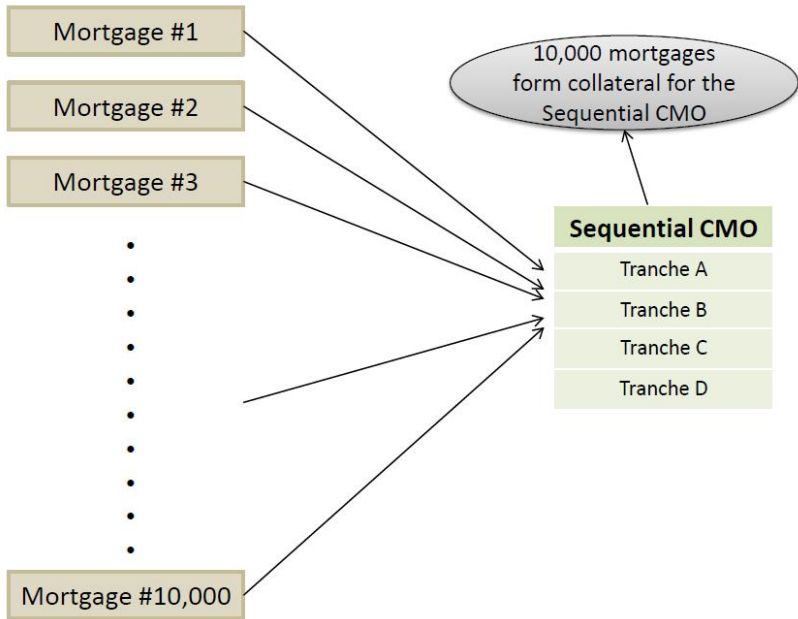 Mortgage #1
Mortgage #2
Mortgage #3
Mortgage #10,000
10,000 mortgages
form collateral for the
Sequential CMO
Sequential CMO
Tranche A
Tranche B
Tranche C
Tranche D